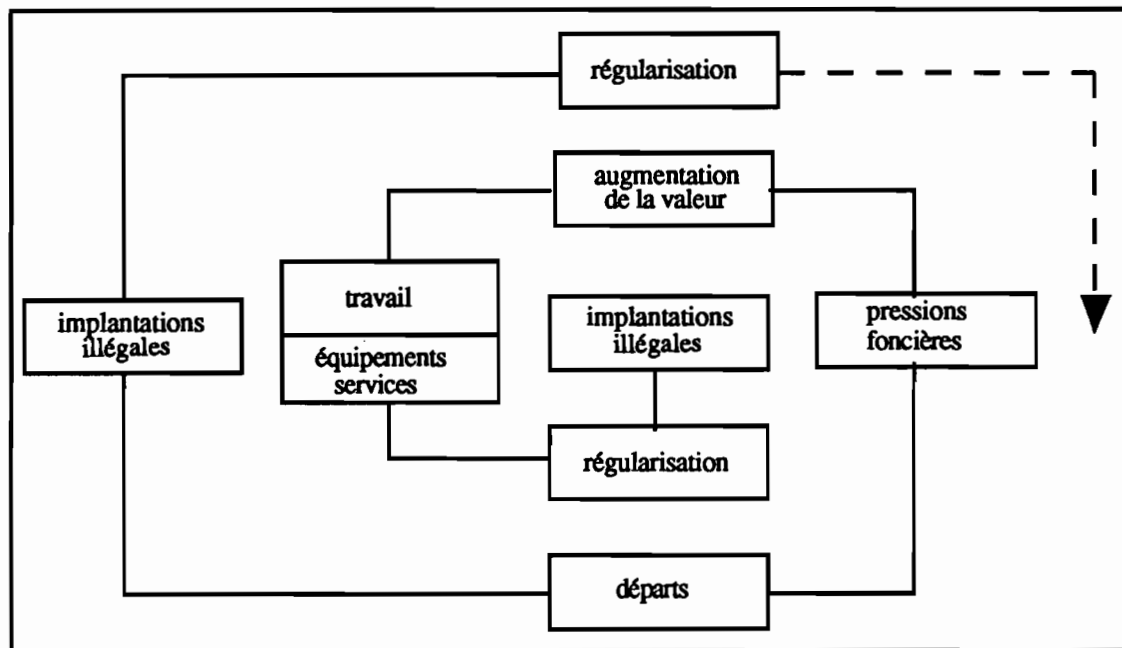 régularisation
augmentation
de la valeur
travail
équipements
services
implantations
illégales
implantations
illégales
pressions
foncières
régularisation
départs